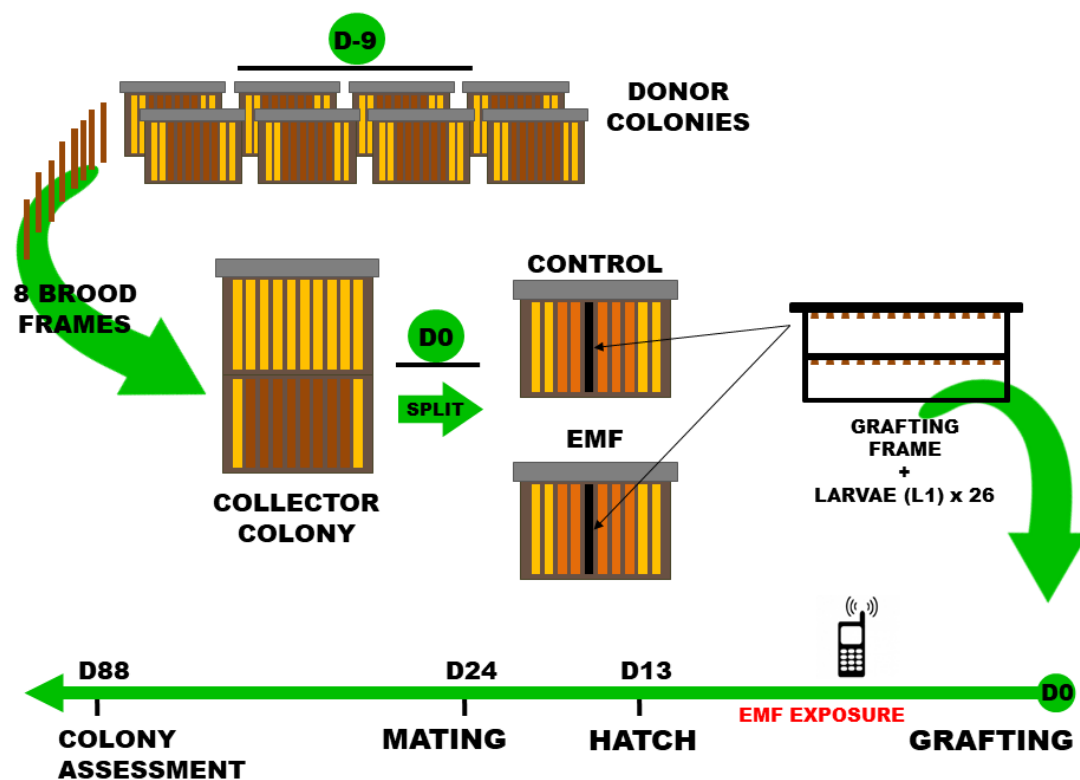 D-9
DONOR
COLONIES
8 BROOD
FRAMES
COLLECTOR
COLONY
D0
SPLIT
CONTROL
EMF
GRAFTING
FRAME
+
LARVAE (L1) x 26
D88
D24
D13
D0
EMF EXPOSURE
COLONY
ASSESSMENT
MATING
HATCH
GRAFTING